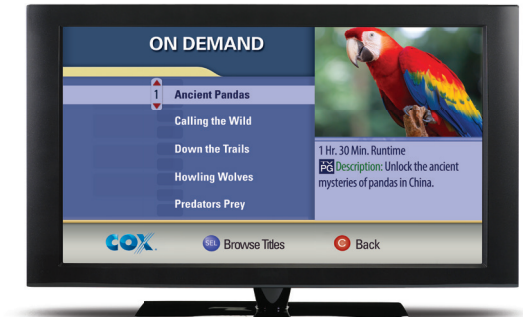 ON DEMAND
1 Ancient Pandas
Calling the Wild
Down the Trails
Howling Wolves
Predators Prey
1 Hr. 30 Min. Runtime
TV PG Description: Unlock the ancient
mysteries of pandas in China.
COX. SEL Browse Titles C Back